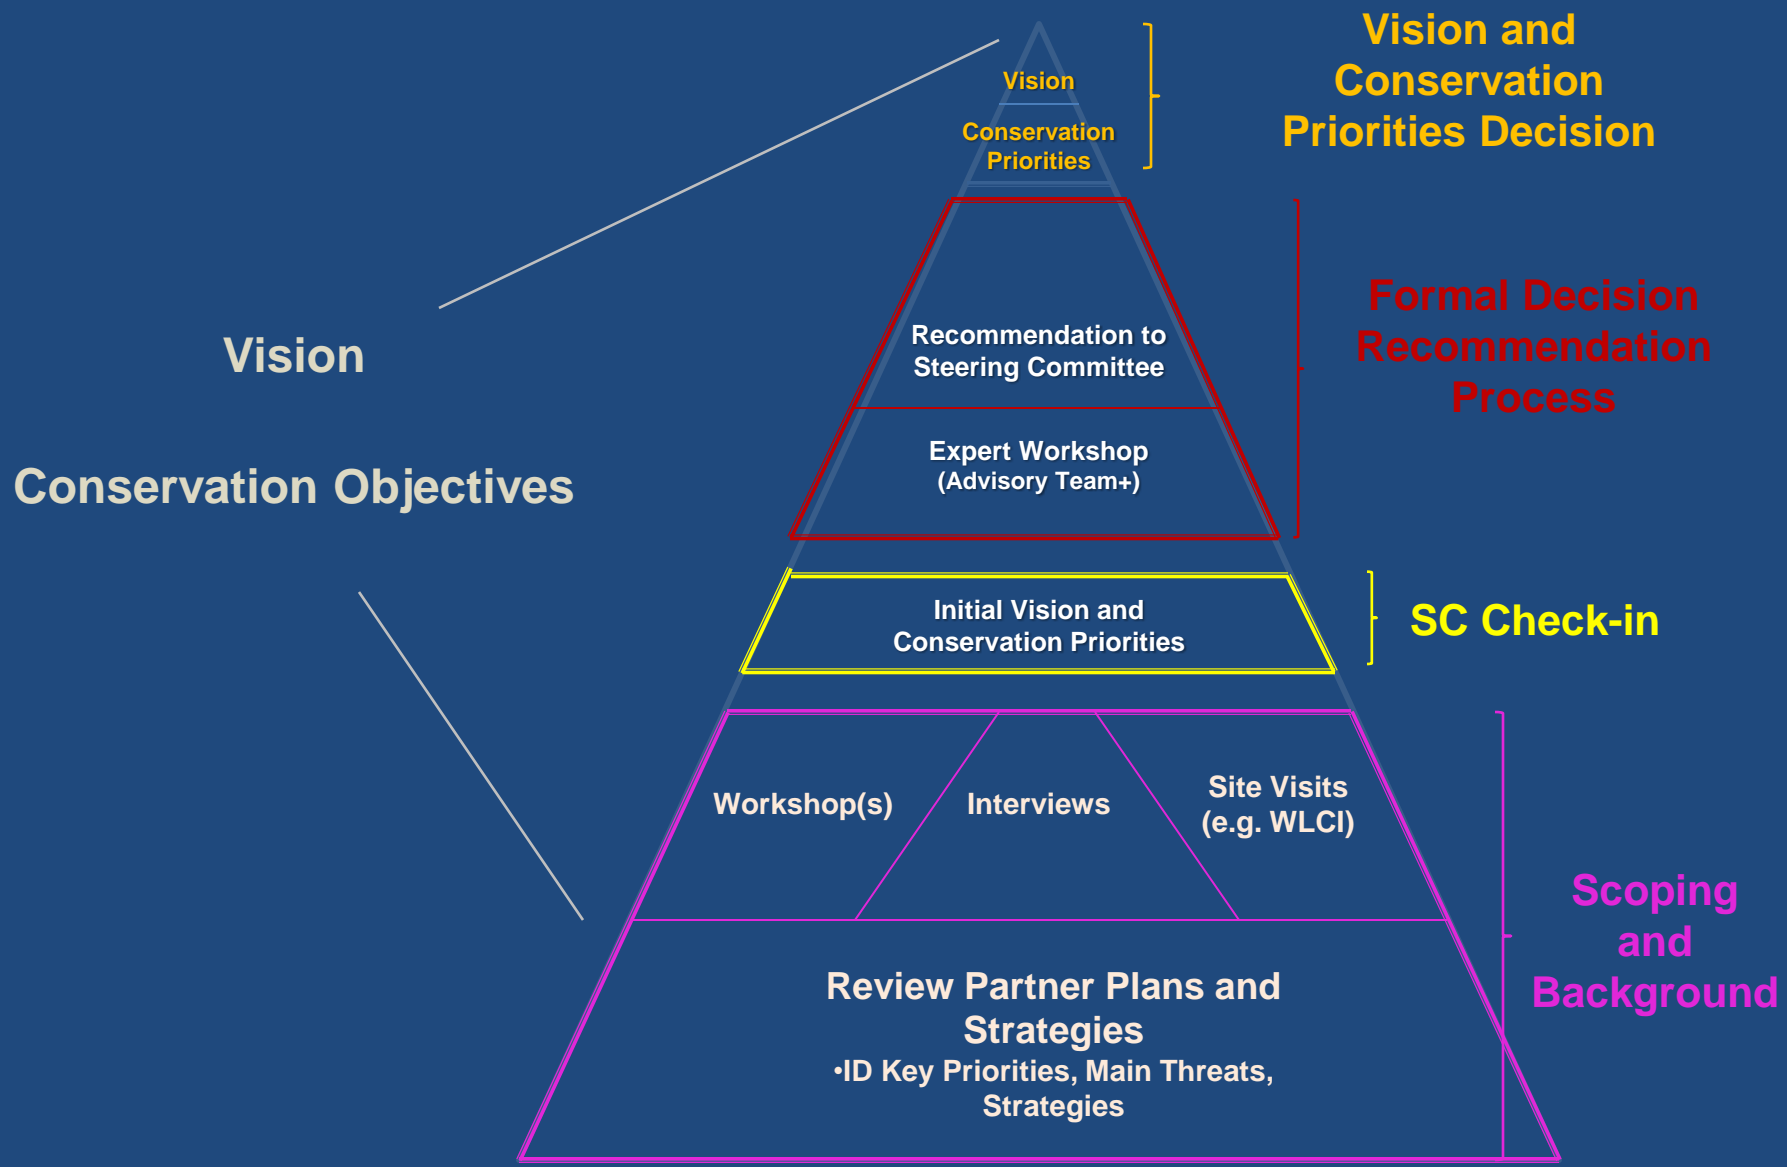 Vision and
Conservation
Priorities Decision
Vision
Conservation
Priorities
Formal Decision
Recommendation
Process
Recommendation to
Steering Committee
Vision
Expert Workshop
(Advisory Team+)
Conservation Objectives
Initial Vision and
Conservation Priorities
SC Check-in
Workshop(s)
Interviews
Site Visits
(e.g. WLCI)
Scoping
and
Background
Review Partner Plans and
Strategies
•ID Key Priorities, Main Threats,
Strategies